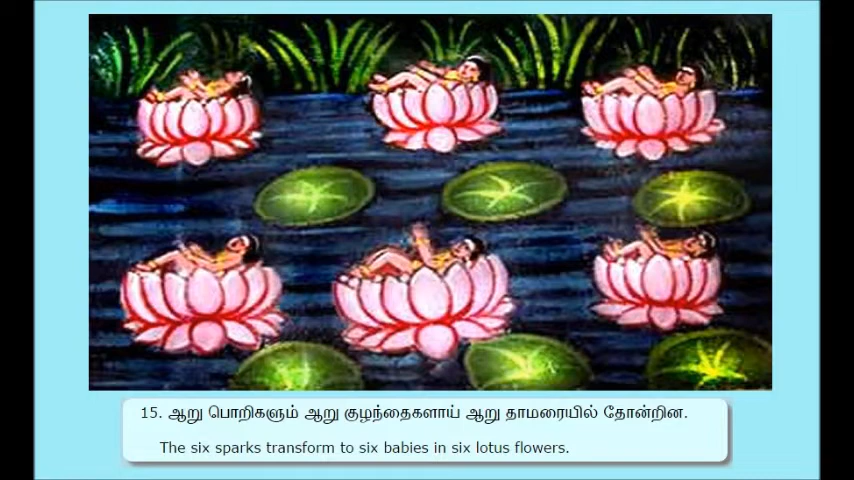 15. ஆறு பொறிகளும் ஆறு குழந்தைகளாய் ஆறு தாமரையில் தோன்றின.
The six sparks transform to six babies in six lotus flowers.